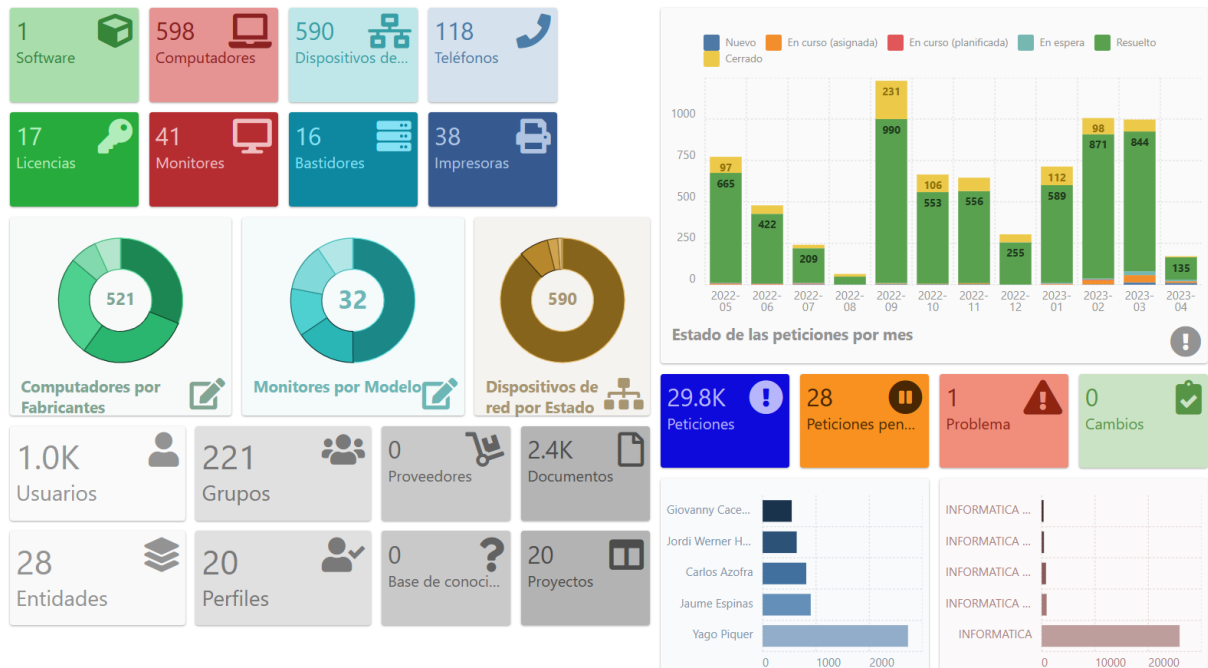 1
Software
598
Computadores
590
Dispositivos de...
118
Teléfonos
17
Licencias
41
Monitores
16
Bastidores
38
Impresoras
521
Computadores por
Fabricantes
32
Monitores por Modelo
590
Dispositivos de
red por Estado
1.0K
Usuarios
221
Grupos
0
Proveedores
2.4K
Documentos
28
Entidades
20
Perfiles
0
Base de conoci...
20
Proyectos
Nuevo En curso (asignada) En curso (planificada) En espera Resuelto
Cerrado
1000
750
500
250
0
97
665
422
209
231
990
106
553
556
255
112
589
98
871
844
135
2022-05
2022-06
2022-07
2022-08
2022-09
2022-10
2022-11
2022-12
2023-01
2023-02
2023-03
2023-04
Estado de las peticiones por mes
29.8K
Peticiones
28
Peticiones pen...
1
Problema
0
Cambios
Giovanny Cace...
Jordi Werner H...
Carlos Azofra
Jaume Espinas
Yago Piquer
0 1000 2000
INFORMATICA ...
INFORMATICA ...
INFORMATICA ...
INFORMATICA ...
INFORMATICA
0 10000 20000